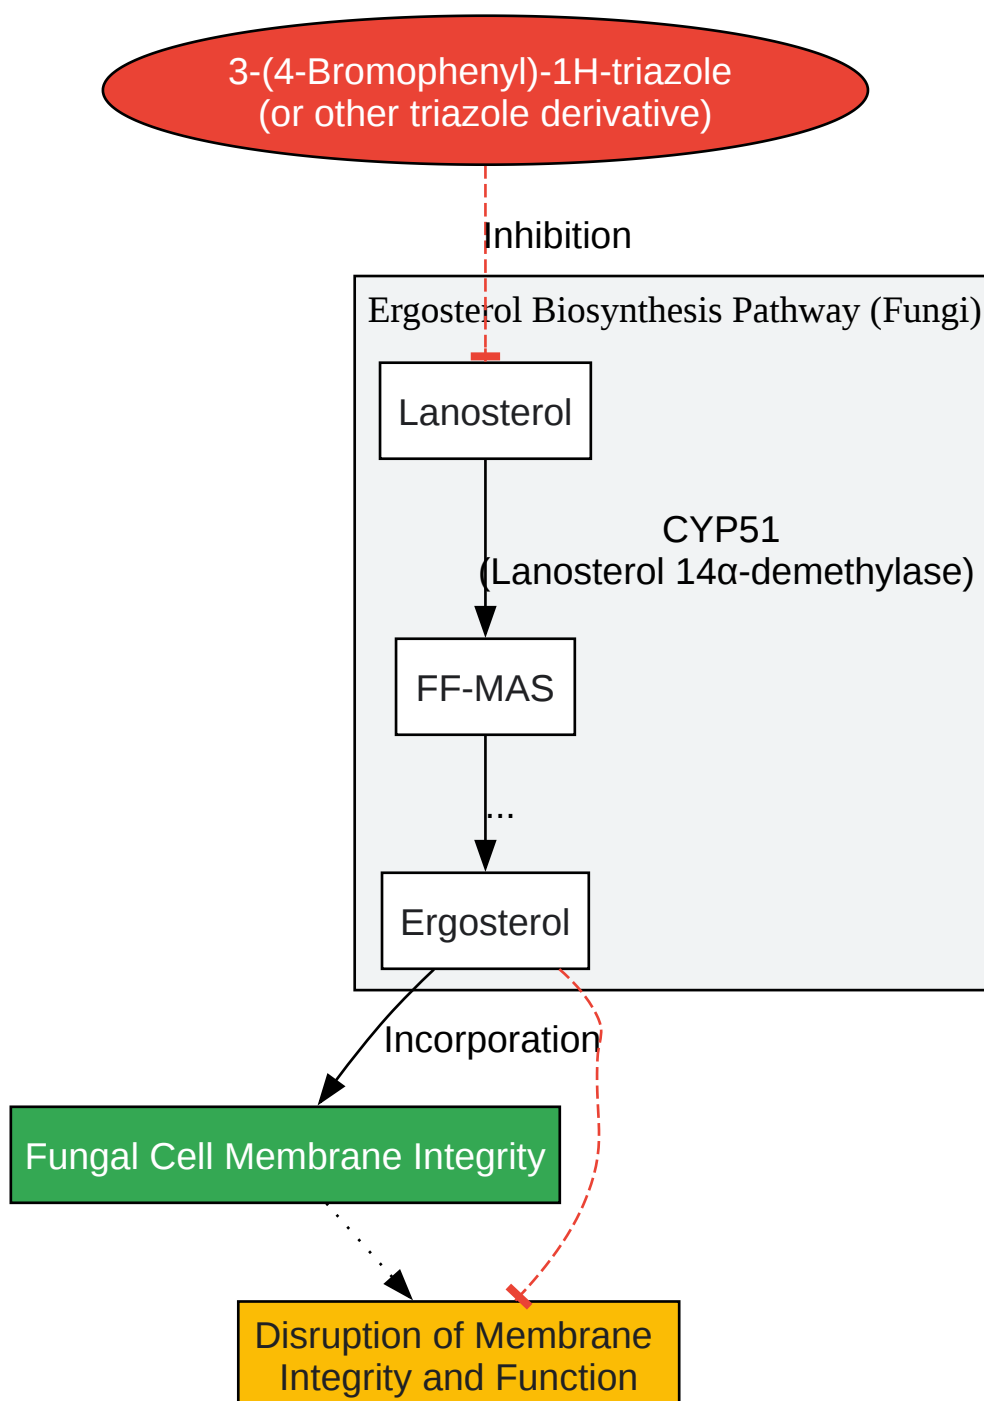 3-(4-Bromophenyl)-1H-triazole
(or other triazole derivative)
Inhibition
Ergosterol Biosynthesis Pathway (Fungi)
Lanosterol
CYP51
(Lanosterol 14α-demethylase)
FF-MAS
...
Ergosterol
Incorporation
Fungal Cell Membrane Integrity
Disruption of Membrane
Integrity and Function